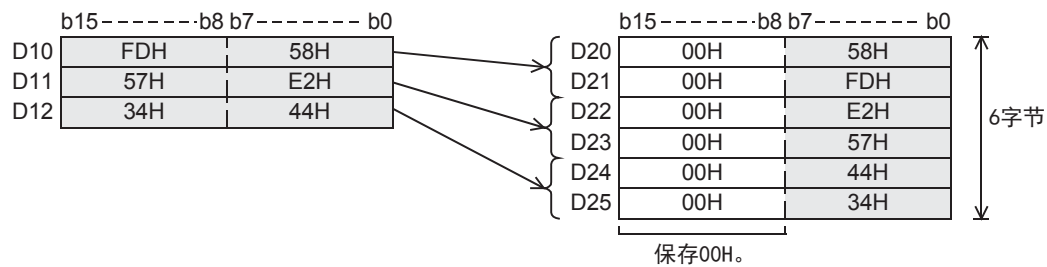 b15-------b8 b7------- b0 b15-------b8 b7------- b0
D10 FDH 58H D20 00H 58H
D11 57H E2H D21 00H FDH
D12 34H 44H D22 00H E2H
6字节
D23 00H 57H
D24 00H 44H
D25 00H 34H
保存00H。